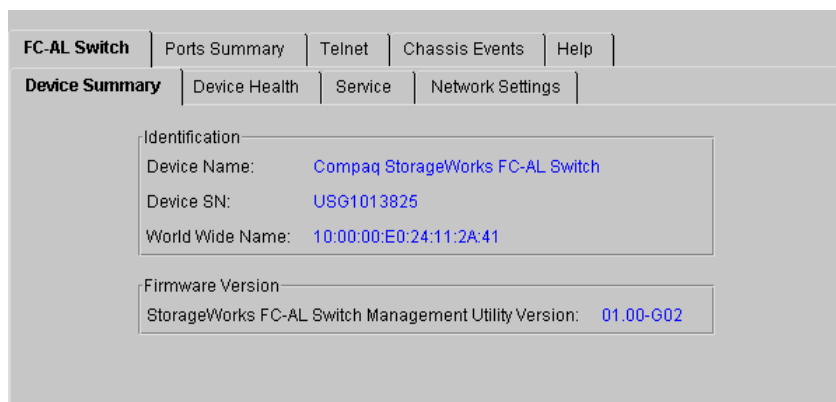 FC-AL Switch Ports Summary Telnet Chassis Events Help
Device Summary Device Health Service Network Settings
Identification
Device Name: Compaq StorageWorks FC-AL Switch
Device SN: USG1013825
World Wide Name: 10:00:00:E0:24:11:2A:41
Firmware Version
StorageWorks FC-AL Switch Management Utility Version: 01.00-G02